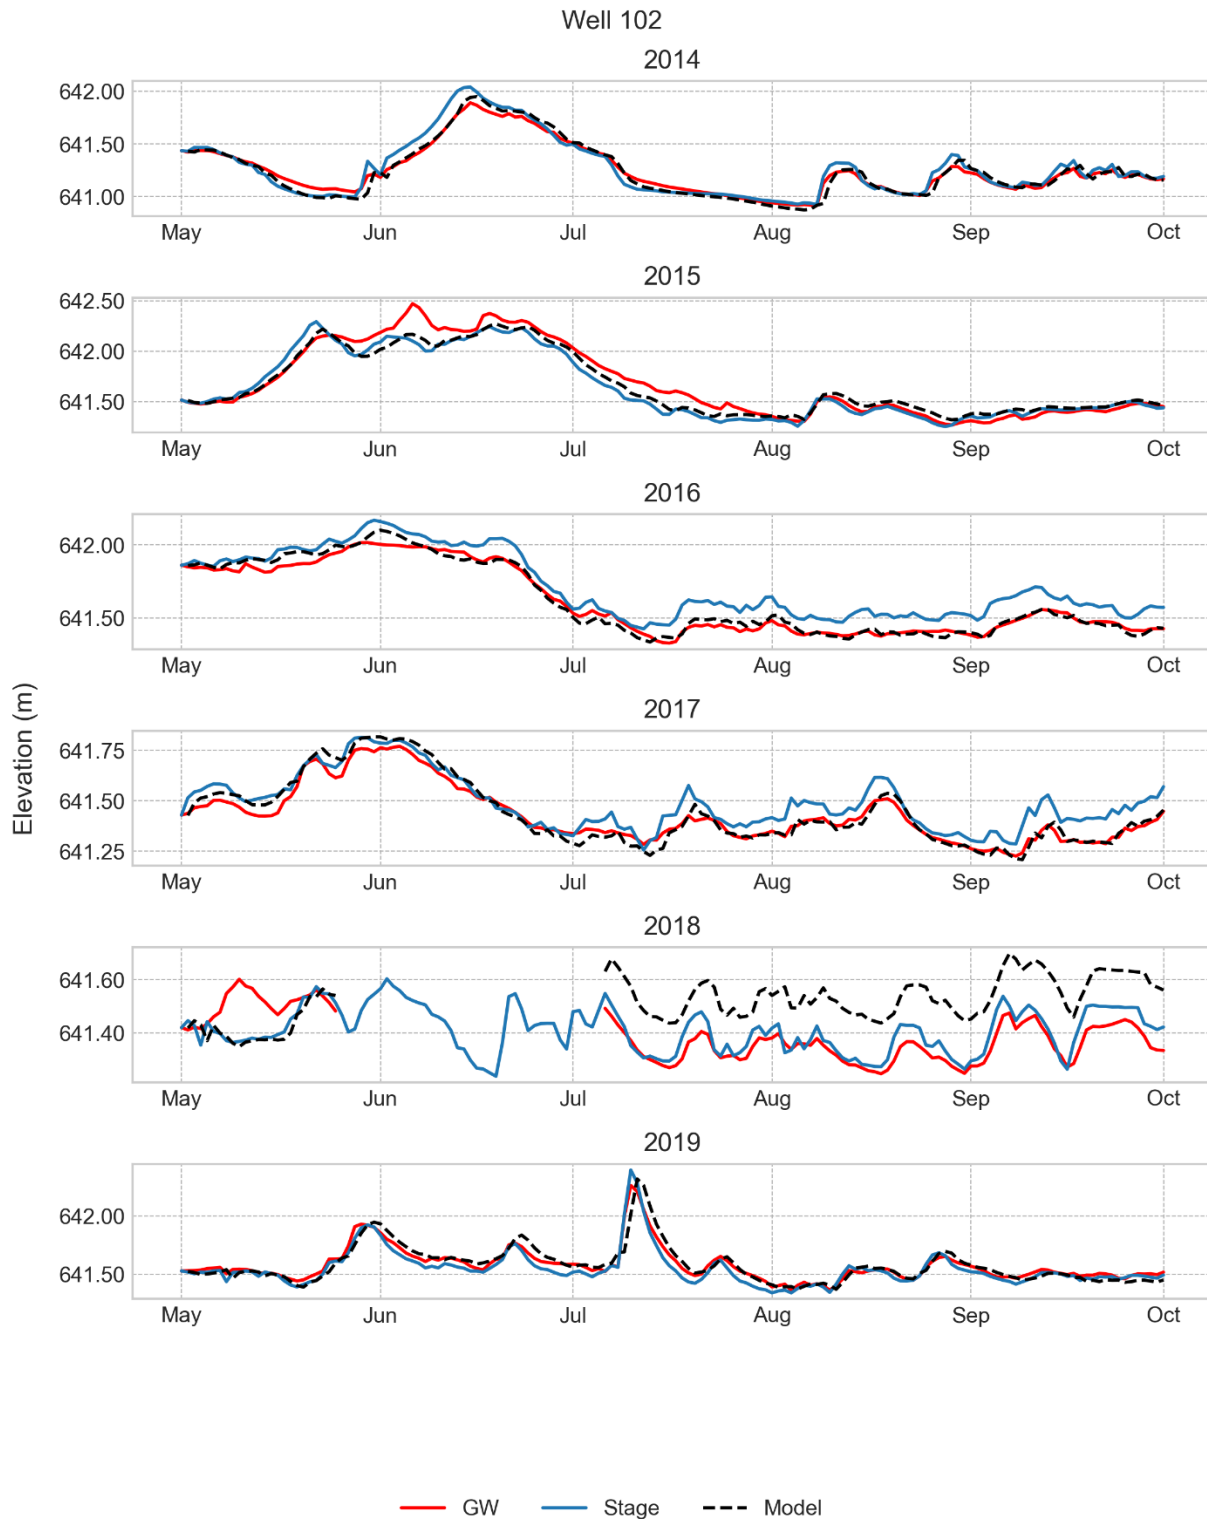 Well 102
2014
642.00
641.50
641.00
May Jun Jul Aug Sep Oct
2015
642.50
642.00
641.50
May Jun Jul Aug Sep Oct
2016
642.00
641.50
May Jun Jul Aug Sep Oct
Elevation (m)
2017
641.75
641.50
641.25
May Jun Jul Aug Sep Oct
2018
641.60
641.40
May Jun Jul Aug Sep Oct
2019
642.00
641.50
May Jun Jul Aug Sep Oct
GW Stage Model